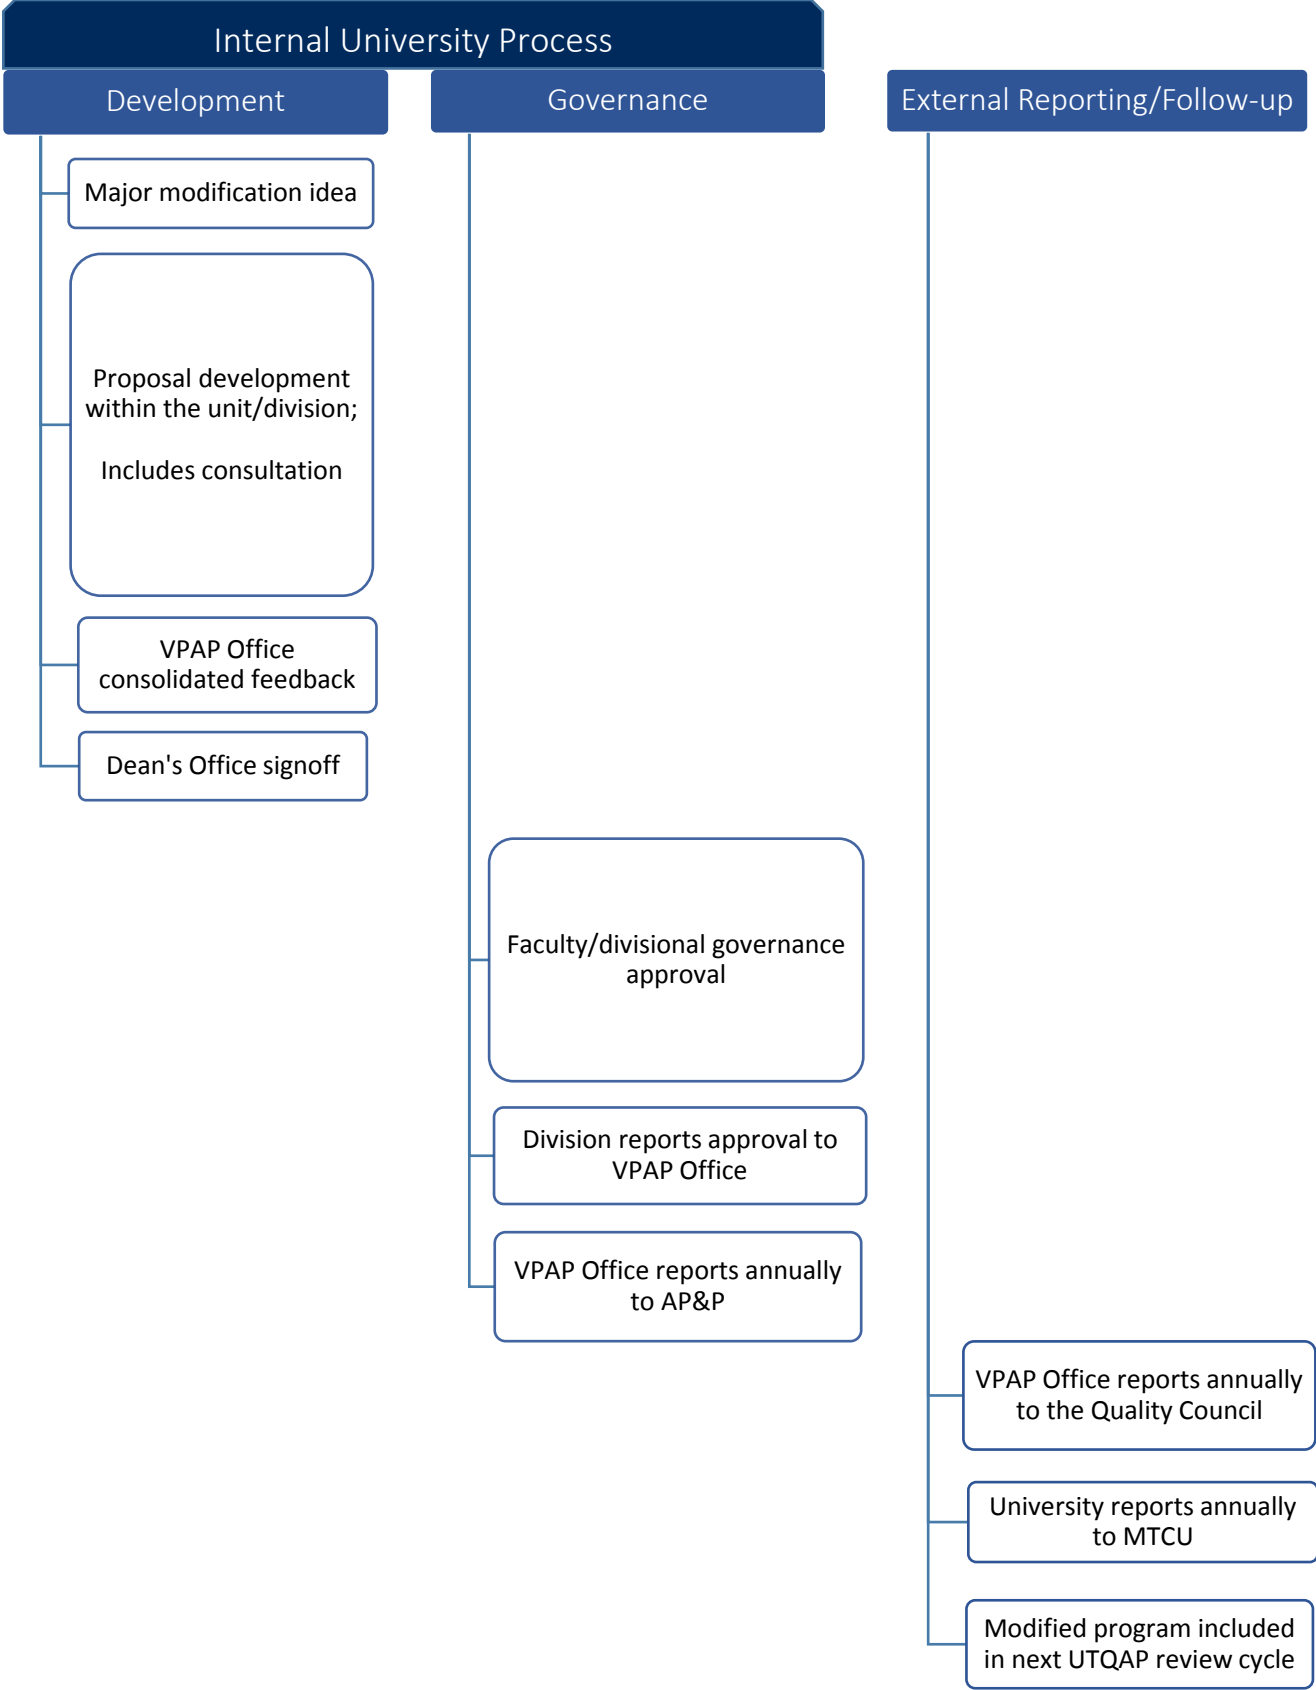 Internal University Process
Development
Governance
External Reporting/Follow-up
Major modification idea
Proposal development
within the unit/division;
Includes consultation
VPAP Office
consolidated feedback
Dean's Office signoff
Faculty/divisional governance
approval
Division reports approval to
VPAP Office
VPAP Office reports annually
to AP&P
VPAP Office reports annually
to the Quality Council
University reports annually
to MTCU
Modified program included
in next UTQAP review cycle